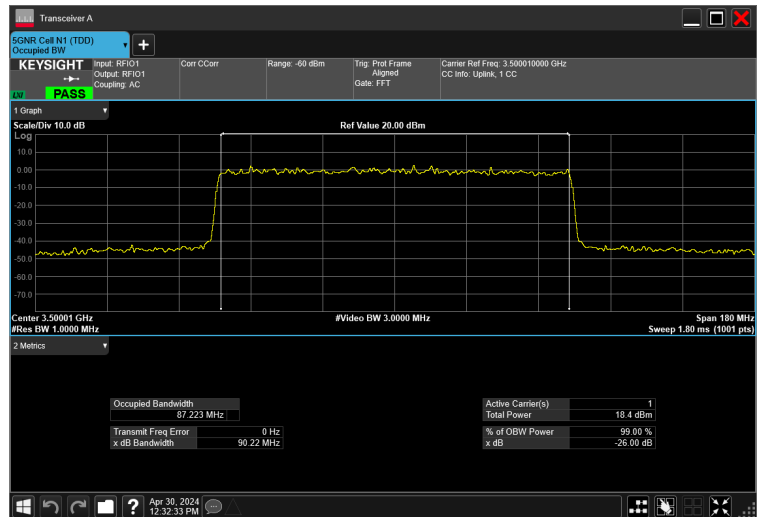 Transceiver A
5GNR Cell N1 (TDD)
Occupied BW
KEYSIGHT
Input: RFIO1
Output: RFIO1
Coupling: AC
Corr CCorr
Range: -60 dBm
Trig: Prot Frame
Aligned
Gate: FFT
Carrier Ref Freq: 3.500010000 GHz
CC Info: Uplink, 1 CC
LXI
PASS
1 Graph
Scale/Div 10.0 dB
Ref Value 20.00 dBm
Log
10.0
0.00
-10.0
-20.0
-30.0
-40.0
-50.0
-60.0
-70.0
Center 3.50001 GHz
#Video BW 3.0000 MHz
Span 180 MHz
#Res BW 1.0000 MHz
Sweep 1.80 ms (1001 pts)
2 Metrics
Occupied Bandwidth
87.223 MHz
Transmit Freq Error 0 Hz
x dB Bandwidth 90.22 MHz
Active Carrier(s) 1
Total Power 18.4 dBm
% of OBW Power 99.00 %
x dB -26.00 dB
Apr 30, 2024
12:32:33 PM